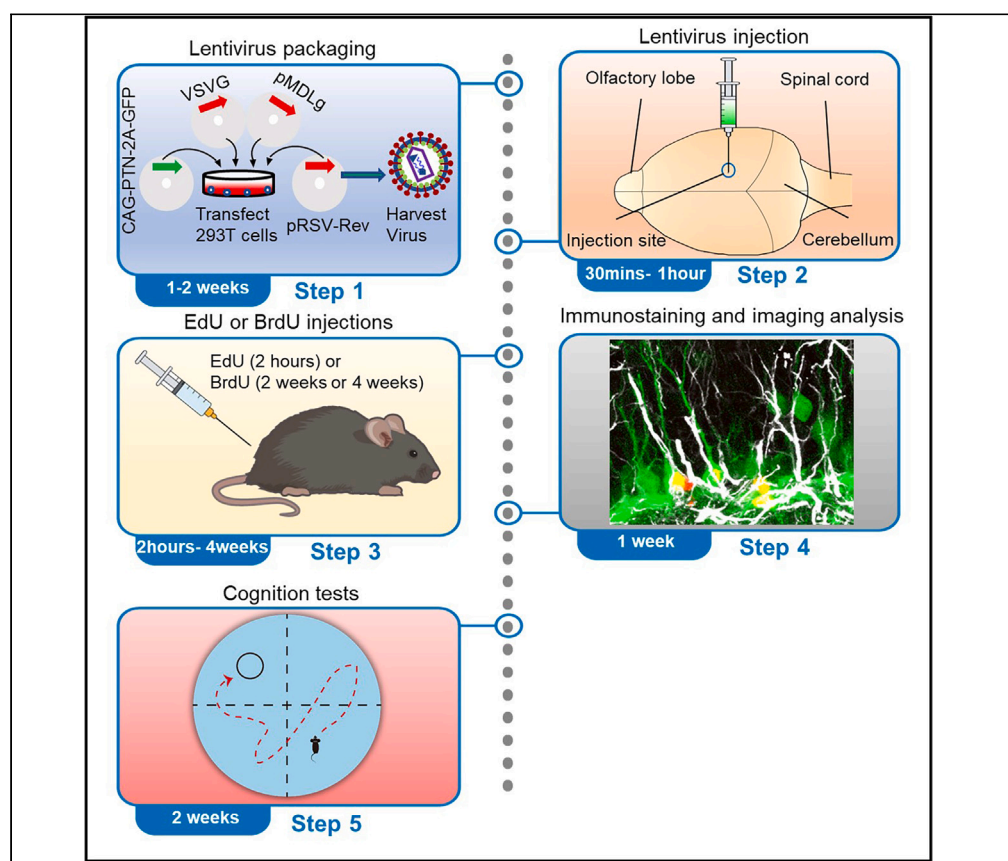 Lentivirus packaging
CAG-PTN-2A-GFP
VSVG
pMDLg
Transfect
293T cells
pRSV-Rev
Harvest
Virus
1-2 weeks
Step 1
Lentivirus injection
Olfactory lobe
Spinal cord
Injection site
Cerebellum
30mins- 1hour
Step 2
EdU or BrdU injections
EdU (2 hours) or
BrdU (2 weeks or 4 weeks)
2hours- 4weeks
Step 3
Immunostaining and imaging analysis
1 week
Step 4
Cognition tests
2 weeks
Step 5